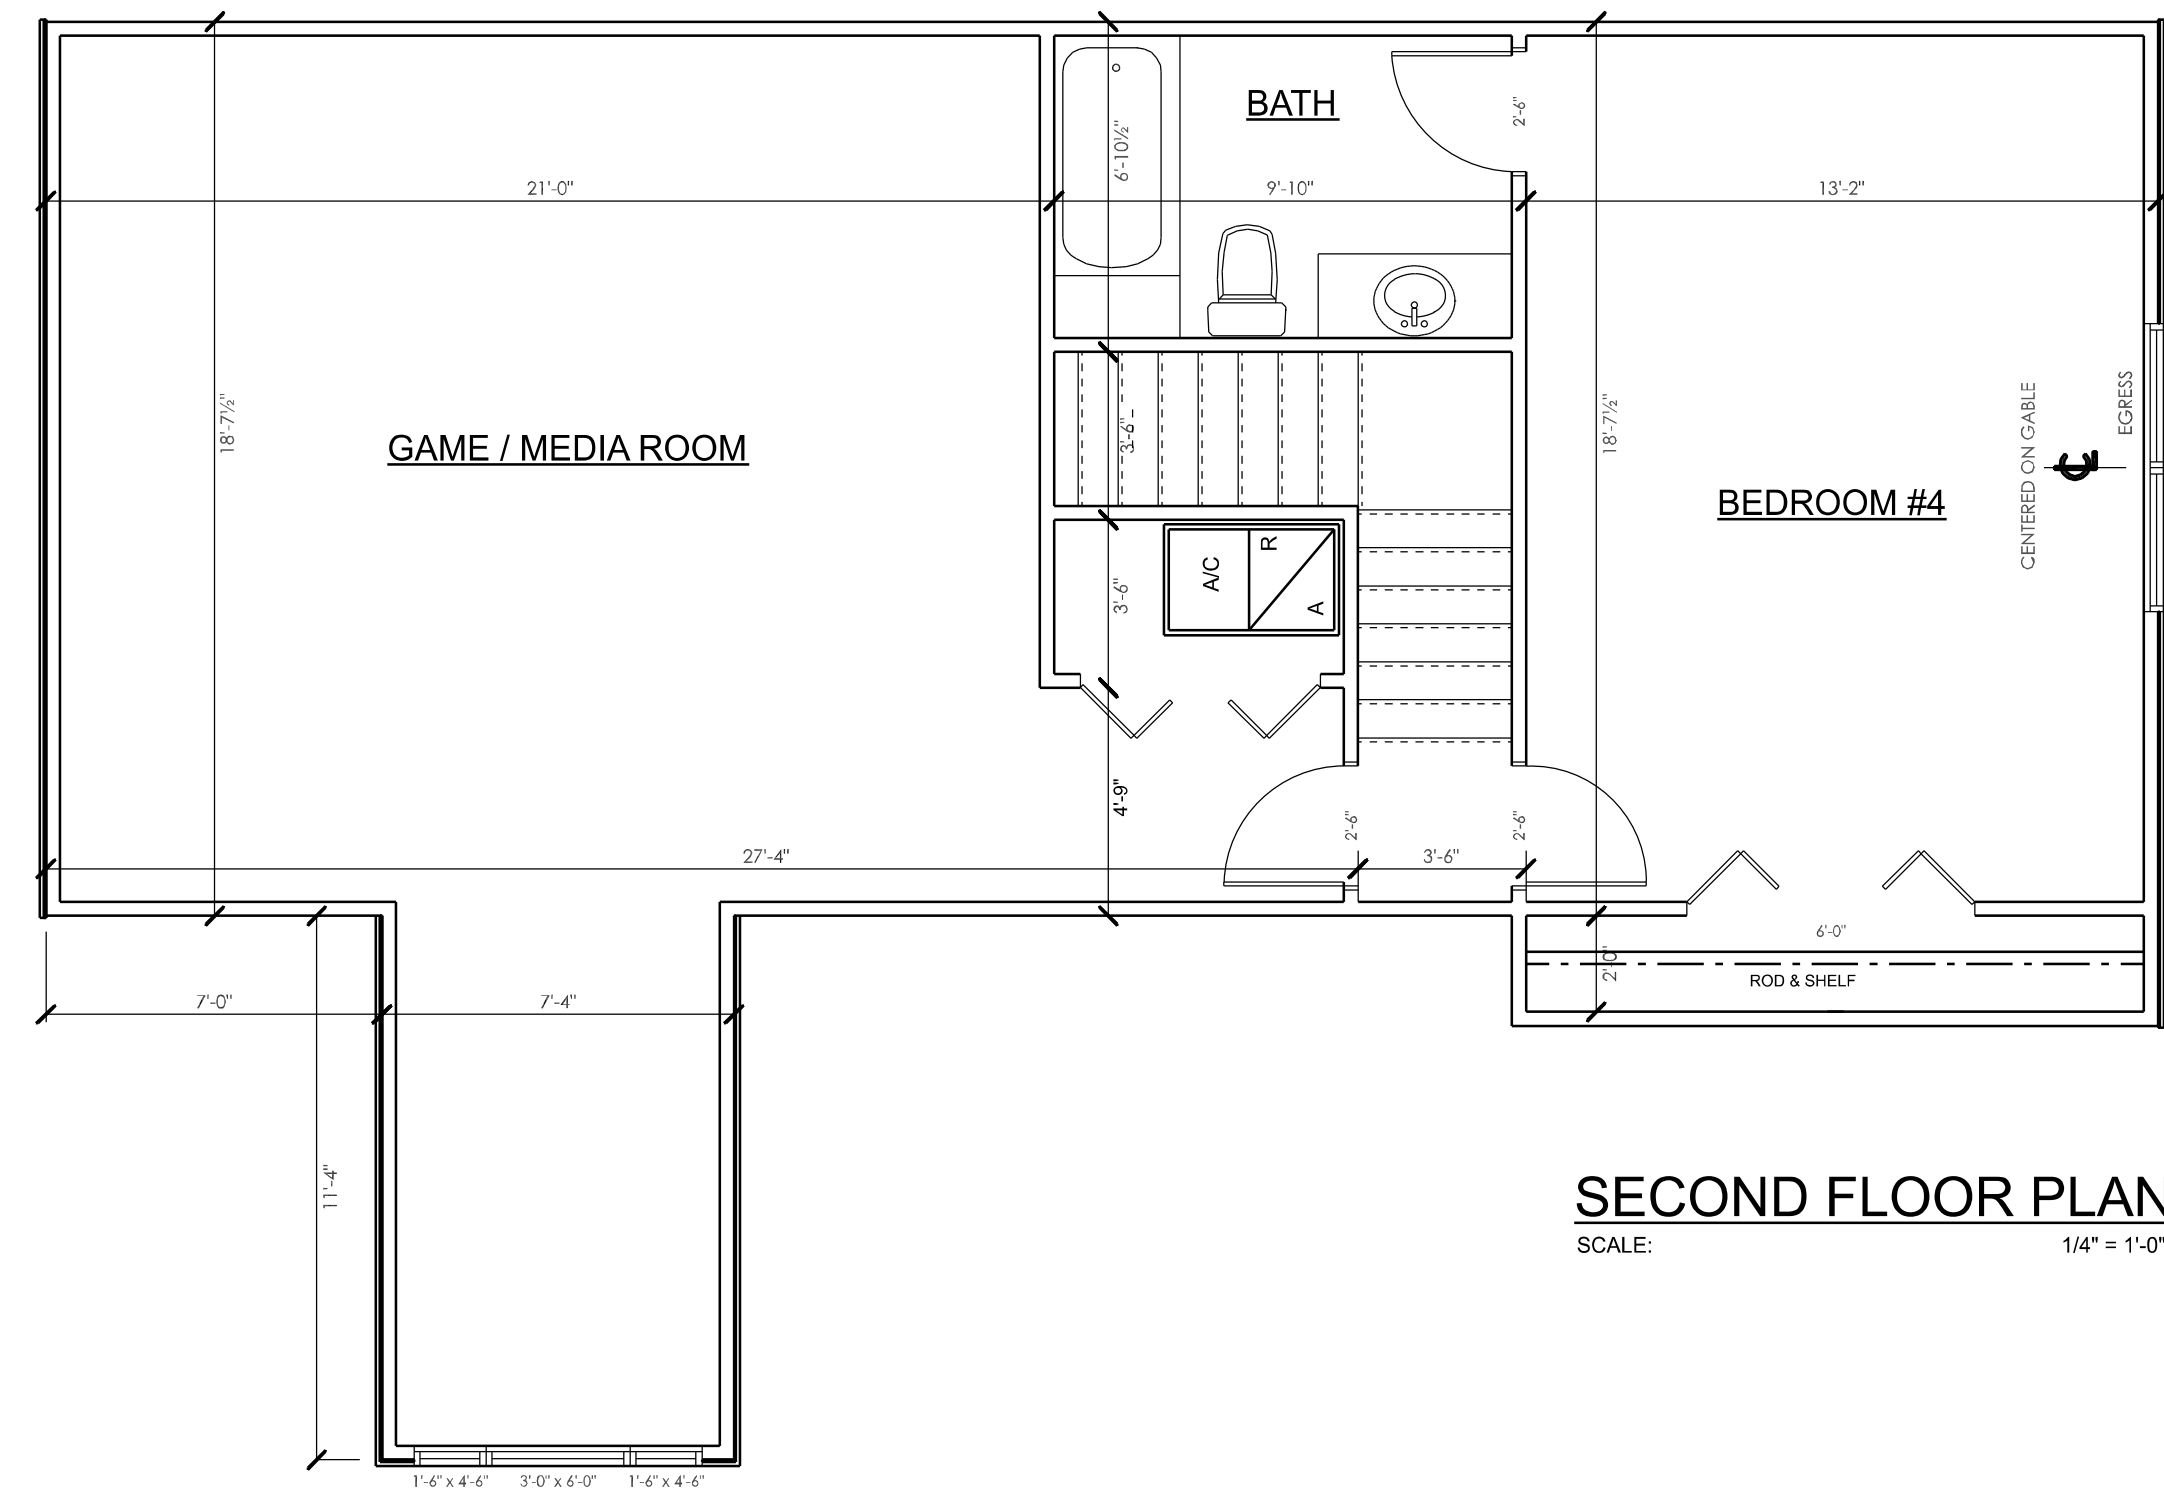 BATH
2'-6"
6'-10½"
21'-0"
9'-10"
13'-2"
18'-7½"
3'-6"
18'-7½"
CENTERED ON GABLE
EGRESS
GAME / MEDIA ROOM
BEDROOM #4
A/C
R
A
3'-6"
4'-9"
2'-6"
2'-6"
27'-4"
3'-6"
6'-0"
2'-0"
ROD & SHELF
7'-0"
7'-4"
11'-4"
SECOND FLOOR PLAN
SCALE:
1/4" = 1'-0"
1'-6" x 4'-6"
3'-0" x 6'-0"
1'-6" x 4'-6"